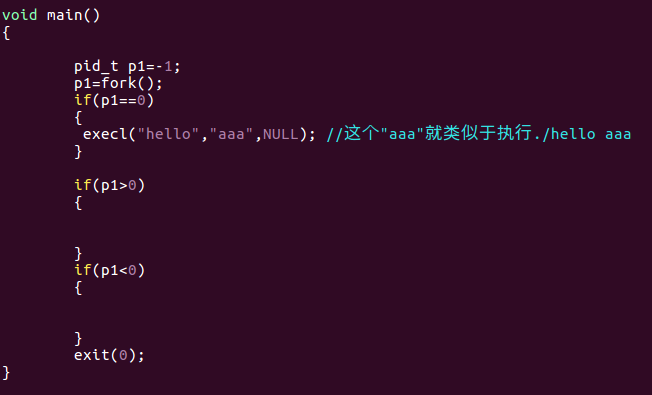 void main()
{
pid_t p1=-1;
p1=fork();
if(p1==0)
{
execl("hello","aaa",NULL); //这个"aaa"就类似于执行./hello aaa
}
if(p1>0)
{
}
if(p1<0)
{
}
exit(0);
}